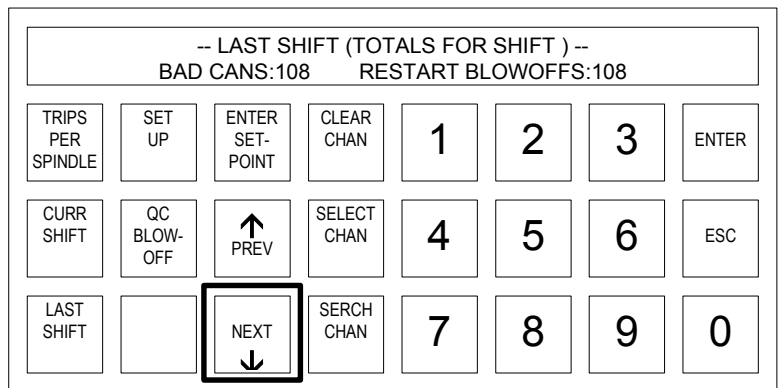 -- LAST SHIFT (TOTALS FOR SHIFT ) --
BAD CANS:108 RESTART BLOWOFFS:108
TRIPS
PER
SPINDLE
SET
UP
ENTER
SET-
POINT
CLEAR
CHAN
1
2
3
ENTER
CURR
SHIFT
QC
BLOW-
OFF
PREV
SELECT
CHAN
4
5
6
ESC
LAST
SHIFT
NEXT
SERCH
CHAN
7
8
9
0